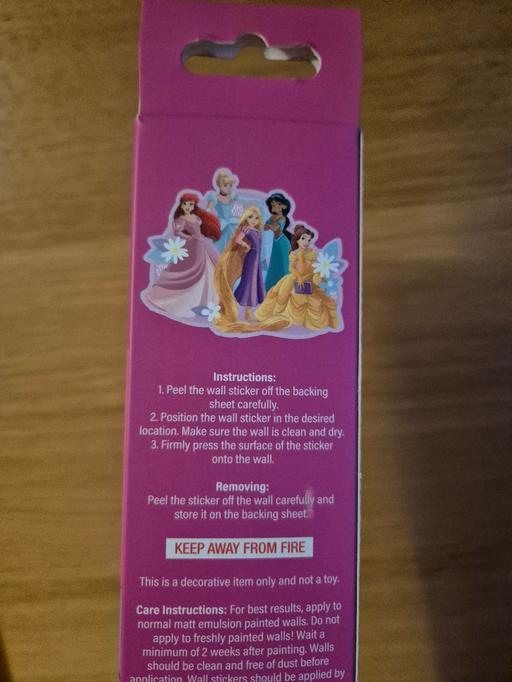 Instructions:
1. Peel the wall sticker off the backing
sheet carefully.
2. Position the wall sticker in the desired
location. Make sure the wall is clean and dry.
3. Firmly press the surface of the sticker
onto the wall.
Removing:
Peel the sticker off the wall carefully and
store it on the backing sheet.
KEEP AWAY FROM FIRE
This is a decorative item only and not a toy.
Care Instructions: For best results, apply to
normal matt emulsion painted walls. Do not
apply to freshly painted walls! Wait a
minimum of 2 weeks after painting. Walls
should be clean and free of dust before
application. Wall stickers should be applied by